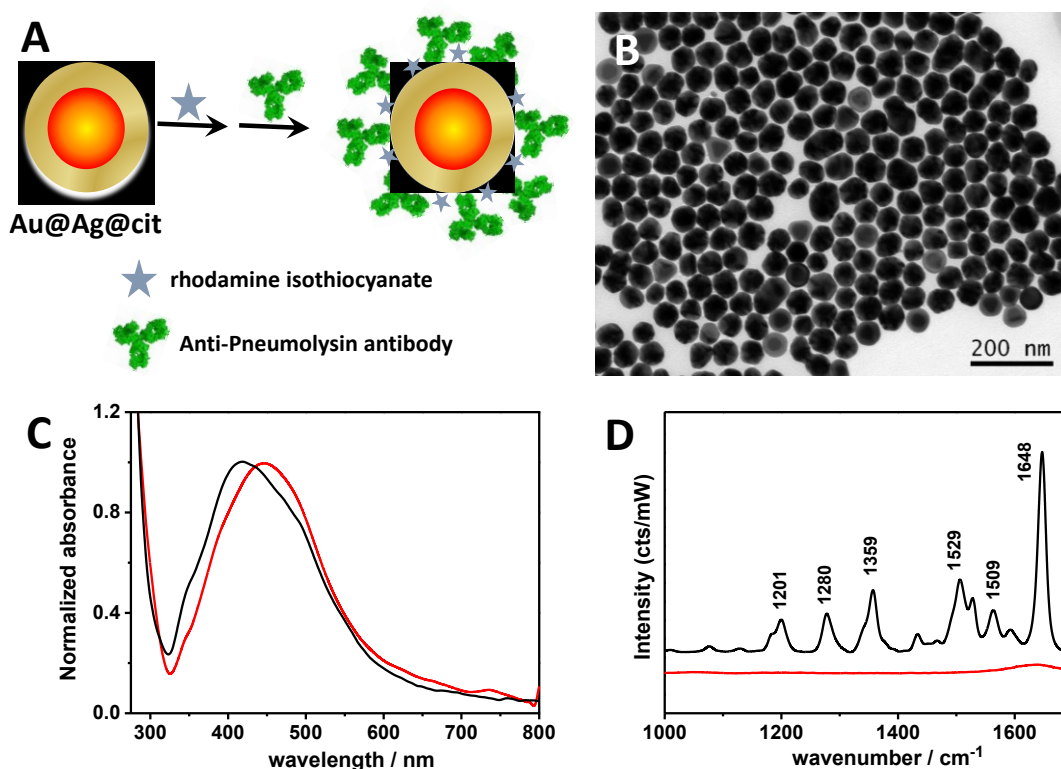 A
Au@Ag@cit
rhodamine isothiocyanate
Anti-Pneumolysin antibody
B
200 nm
C
Normalized absorbance
1.2
0.8
0.4
0.0
300 400 500 600 700 800
wavelength / nm
D
Intensity (cts/mW)
1201
1280
1359
1529
1509
1648
1000 1200 1400 1600
wavenumber / cm⁻¹